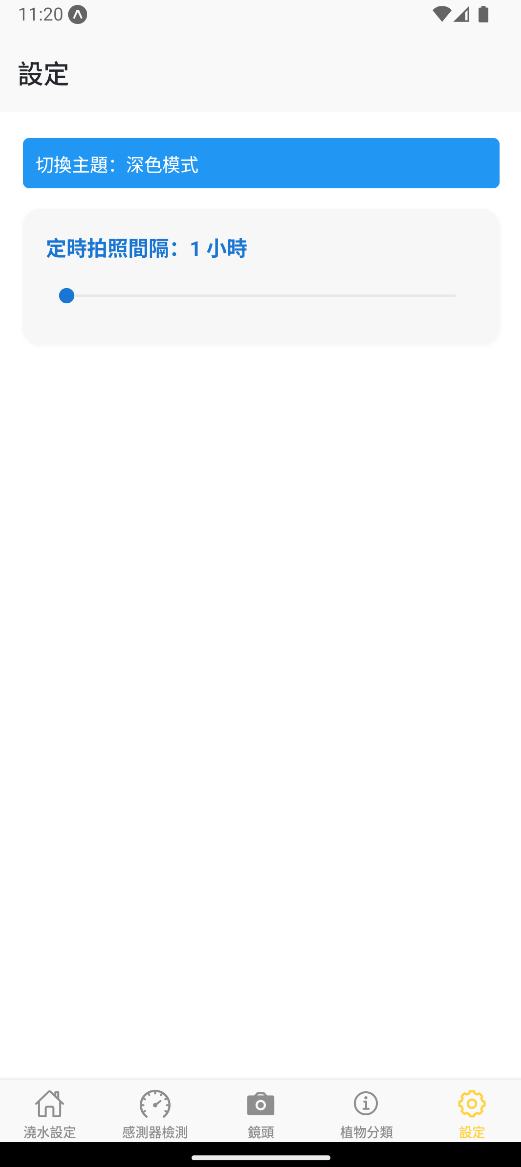 11:20
設定
切換主題：深色模式
定時拍照間隔：1 小時
澆水設定
感測器檢測
鏡頭
植物分類
設定